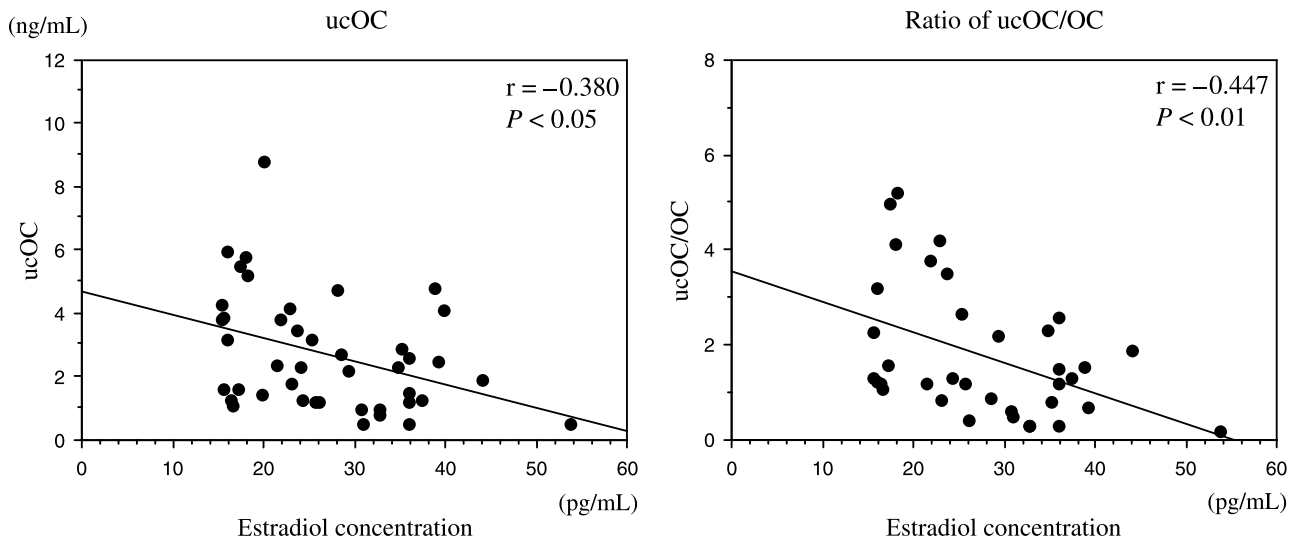 (ng/mL)
ucOC
12
10
8
6
4
2
0
ucOC
r = −0.380
P < 0.05
0 10 20 30 40 50 60
(pg/mL)
Estradiol concentration
Ratio of ucOC/OC
8
6
4
2
0
ucOC/OC
r = −0.447
P < 0.01
0 10 20 30 40 50 60
(pg/mL)
Estradiol concentration